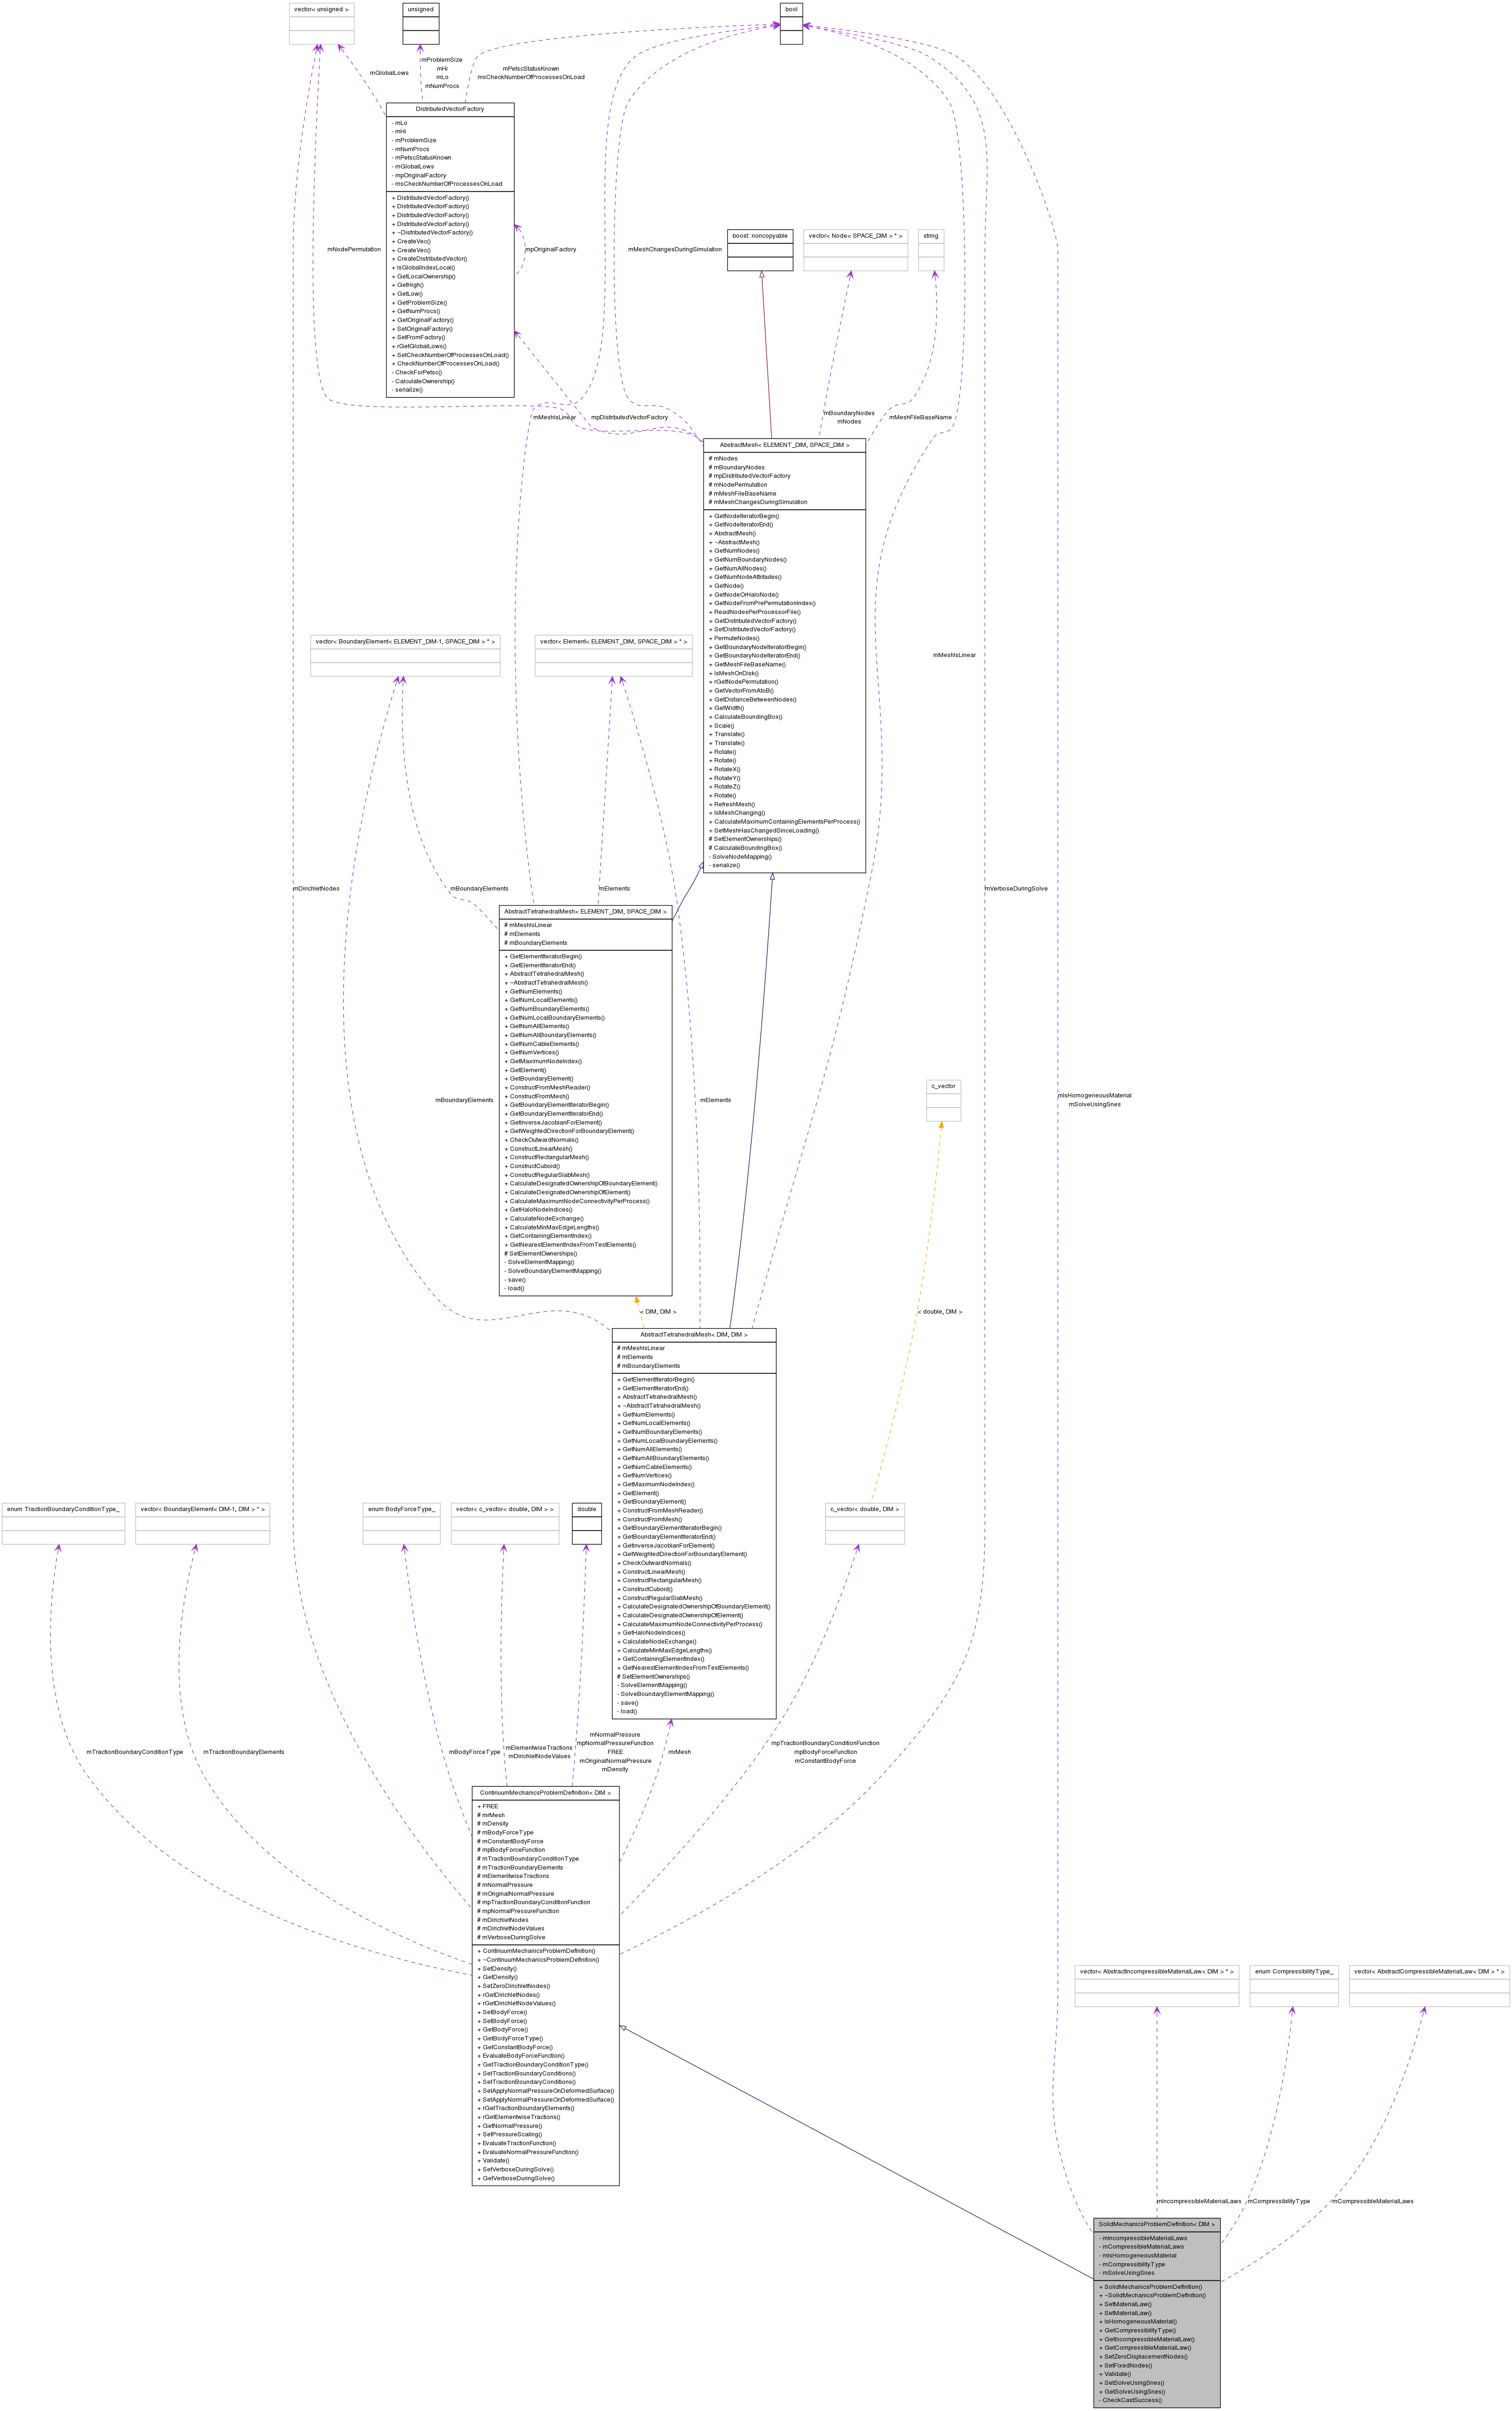 vector< unsigned >
unsigned
bool
mGlobalLows
mProblemSize
mHi
mLo
mNumProcs
mPetscStatusKnown
msCheckNumberOfProcessesOnLoad
DistributedVectorFactory
- mLo
- mHi
- mProblemSize
- mNumProcs
- mPetscStatusKnown
- mGlobalLows
- mpOriginalFactory
- msCheckNumberOfProcessesOnLoad
+ DistributedVectorFactory()
+ DistributedVectorFactory()
+ DistributedVectorFactory()
+ DistributedVectorFactory()
+ ~DistributedVectorFactory()
+ CreateVec()
+ CreateVec()
+ CreateDistributedVector()
+ IsGlobalIndexLocal()
+ GetLocalOwnership()
+ GetHigh()
+ GetLow()
+ GetProblemSize()
+ GetNumProcs()
+ GetOriginalFactory()
+ SetOriginalFactory()
+ SetFromFactory()
+ rGetGlobalLows()
+ SetCheckNumberOfProcessesOnLoad()
+ CheckNumberOfProcessesOnLoad()
- CheckForPetsc()
- CalculateOwnership()
- serialize()
mNodePermutation
mpOriginalFactory
mMeshChangesDuringSimulation
boost::noncopyable
vector< Node< SPACE_DIM > * >
string
mMeshIsLinear
mpDistributedVectorFactory
mBoundaryNodes
mNodes
mMeshFileBaseName
AbstractMesh< ELEMENT_DIM, SPACE_DIM >
# mNodes
# mBoundaryNodes
# mpDistributedVectorFactory
# mNodePermutation
# mMeshFileBaseName
# mMeshChangesDuringSimulation
+ GetNodeIteratorBegin()
+ GetNodeIteratorEnd()
+ AbstractMesh()
+ ~AbstractMesh()
+ GetNumNodes()
+ GetNumBoundaryNodes()
+ GetNumAllNodes()
+ GetNumNodeAttributes()
+ GetNode()
+ GetNodeOrHaloNode()
+ GetNodeFromPrePermutationIndex()
+ ReadNodesPerProcessorFile()
+ GetDistributedVectorFactory()
+ SetDistributedVectorFactory()
+ PermuteNodes()
+ GetBoundaryNodeIteratorBegin()
+ GetBoundaryNodeIteratorEnd()
+ GetMeshFileBaseName()
+ IsMeshOnDisk()
+ rGetNodePermutation()
+ GetVectorFromAtoB()
+ GetDistanceBetweenNodes()
+ GetWidth()
+ CalculateBoundingBox()
+ Scale()
+ Translate()
+ Translate()
+ Rotate()
+ Rotate()
+ RotateX()
+ RotateY()
+ RotateZ()
+ Rotate()
+ RefreshMesh()
+ IsMeshChanging()
+ CalculateMaximumContainingElementsPerProcess()
+ SetMeshHasChangedSinceLoading()
# SetElementOwnerships()
# CalculateBoundingBox()
- SolveNodeMapping()
- serialize()
vector< BoundaryElement< ELEMENT_DIM-1, SPACE_DIM > * >
vector< Element< ELEMENT_DIM, SPACE_DIM > * >
mMeshIsLinear
mDirichletNodes
mBoundaryElements
mElements
mVerboseDuringSolve
AbstractTetrahedralMesh< ELEMENT_DIM, SPACE_DIM >
# mMeshIsLinear
# mElements
# mBoundaryElements
+ GetElementIteratorBegin()
+ GetElementIteratorEnd()
+ AbstractTetrahedralMesh()
+ ~AbstractTetrahedralMesh()
+ GetNumElements()
+ GetNumLocalElements()
+ GetNumBoundaryElements()
+ GetNumLocalBoundaryElements()
+ GetNumAllElements()
+ GetNumAllBoundaryElements()
+ GetNumCableElements()
+ GetNumVertices()
+ GetMaximumNodeIndex()
+ GetElement()
+ GetBoundaryElement()
+ ConstructFromMeshReader()
+ ConstructFromMesh()
+ GetBoundaryElementIteratorBegin()
+ GetBoundaryElementIteratorEnd()
+ GetInverseJacobianForElement()
+ GetWeightedDirectionForBoundaryElement()
+ CheckOutwardNormals()
+ ConstructLinearMesh()
+ ConstructRectangularMesh()
+ ConstructCuboid()
+ ConstructRegularSlabMesh()
+ CalculateDesignatedOwnershipOfBoundaryElement()
+ CalculateDesignatedOwnershipOfElement()
+ CalculateMaximumNodeConnectivityPerProcess()
+ GetHaloNodeIndices()
+ CalculateNodeExchange()
+ CalculateMinMaxEdgeLengths()
+ GetContainingElementIndex()
+ GetNearestElementIndexFromTestElements()
# SetElementOwnerships()
- SolveElementMapping()
- SolveBoundaryElementMapping()
- save()
- load()
mBoundaryElements
mElements
c_vector
mIsHomogeneousMaterial
mSolveUsingSnes
< DIM, DIM >
< double, DIM >
AbstractTetrahedralMesh< DIM, DIM >
# mMeshIsLinear
# mElements
# mBoundaryElements
+ GetElementIteratorBegin()
+ GetElementIteratorEnd()
+ AbstractTetrahedralMesh()
+ ~AbstractTetrahedralMesh()
+ GetNumElements()
+ GetNumLocalElements()
+ GetNumBoundaryElements()
+ GetNumLocalBoundaryElements()
+ GetNumAllElements()
+ GetNumAllBoundaryElements()
+ GetNumCableElements()
+ GetNumVertices()
+ GetMaximumNodeIndex()
+ GetElement()
+ GetBoundaryElement()
+ ConstructFromMeshReader()
+ ConstructFromMesh()
+ GetBoundaryElementIteratorBegin()
+ GetBoundaryElementIteratorEnd()
+ GetInverseJacobianForElement()
+ GetWeightedDirectionForBoundaryElement()
+ CheckOutwardNormals()
+ ConstructLinearMesh()
+ ConstructRectangularMesh()
+ ConstructCuboid()
+ ConstructRegularSlabMesh()
+ CalculateDesignatedOwnershipOfBoundaryElement()
+ CalculateDesignatedOwnershipOfElement()
+ CalculateMaximumNodeConnectivityPerProcess()
+ GetHaloNodeIndices()
+ CalculateNodeExchange()
+ CalculateMinMaxEdgeLengths()
+ GetContainingElementIndex()
+ GetNearestElementIndexFromTestElements()
# SetElementOwnerships()
- SolveElementMapping()
- SolveBoundaryElementMapping()
- save()
- load()
enum TractionBoundaryConditionType_
vector< BoundaryElement< DIM-1, DIM > * >
enum BodyForceType_
vector< c_vector< double, DIM > >
double
c_vector< double, DIM >
mTractionBoundaryConditionType
mTractionBoundaryElements
mBodyForceType
mElementwiseTractions
mDirichletNodeValues
mNormalPressure
mpNormalPressureFunction
FREE
mOriginalNormalPressure
mDensity
mrMesh
mpTractionBoundaryConditionFunction
mpBodyForceFunction
mConstantBodyForce
ContinuumMechanicsProblemDefinition< DIM >
+ FREE
# mrMesh
# mDensity
# mBodyForceType
# mConstantBodyForce
# mpBodyForceFunction
# mTractionBoundaryConditionType
# mTractionBoundaryElements
# mElementwiseTractions
# mNormalPressure
# mOriginalNormalPressure
# mpTractionBoundaryConditionFunction
# mpNormalPressureFunction
# mDirichletNodes
# mDirichletNodeValues
# mVerboseDuringSolve
+ ContinuumMechanicsProblemDefinition()
+ ~ContinuumMechanicsProblemDefinition()
+ SetDensity()
+ GetDensity()
+ SetZeroDirichletNodes()
+ rGetDirichletNodes()
+ rGetDirichletNodeValues()
+ SetBodyForce()
+ SetBodyForce()
+ GetBodyForce()
+ GetBodyForceType()
+ GetConstantBodyForce()
+ EvaluateBodyForceFunction()
+ GetTractionBoundaryConditionType()
+ SetTractionBoundaryConditions()
+ SetTractionBoundaryConditions()
+ SetApplyNormalPressureOnDeformedSurface()
+ SetApplyNormalPressureOnDeformedSurface()
+ rGetTractionBoundaryElements()
+ rGetElementwiseTractions()
+ GetNormalPressure()
+ SetPressureScaling()
+ EvaluateTractionFunction()
+ EvaluateNormalPressureFunction()
+ Validate()
+ SetVerboseDuringSolve()
+ GetVerboseDuringSolve()
vector< AbstractIncompressibleMaterialLaw< DIM > * >
enum CompressibilityType_
vector< AbstractCompressibleMaterialLaw< DIM > * >
mIncompressibleMaterialLaws
mCompressibilityType
mCompressibleMaterialLaws
SolidMechanicsProblemDefinition< DIM >
- mIncompressibleMaterialLaws
- mCompressibleMaterialLaws
- mIsHomogeneousMaterial
- mCompressibilityType
- mSolveUsingSnes
+ SolidMechanicsProblemDefinition()
+ ~SolidMechanicsProblemDefinition()
+ SetMaterialLaw()
+ SetMaterialLaw()
+ IsHomogeneousMaterial()
+ GetCompressibilityType()
+ GetIncompressibleMaterialLaw()
+ GetCompressibleMaterialLaw()
+ SetZeroDisplacementNodes()
+ SetFixedNodes()
+ Validate()
+ SetSolveUsingSnes()
+ GetSolveUsingSnes()
- CheckCastSuccess()